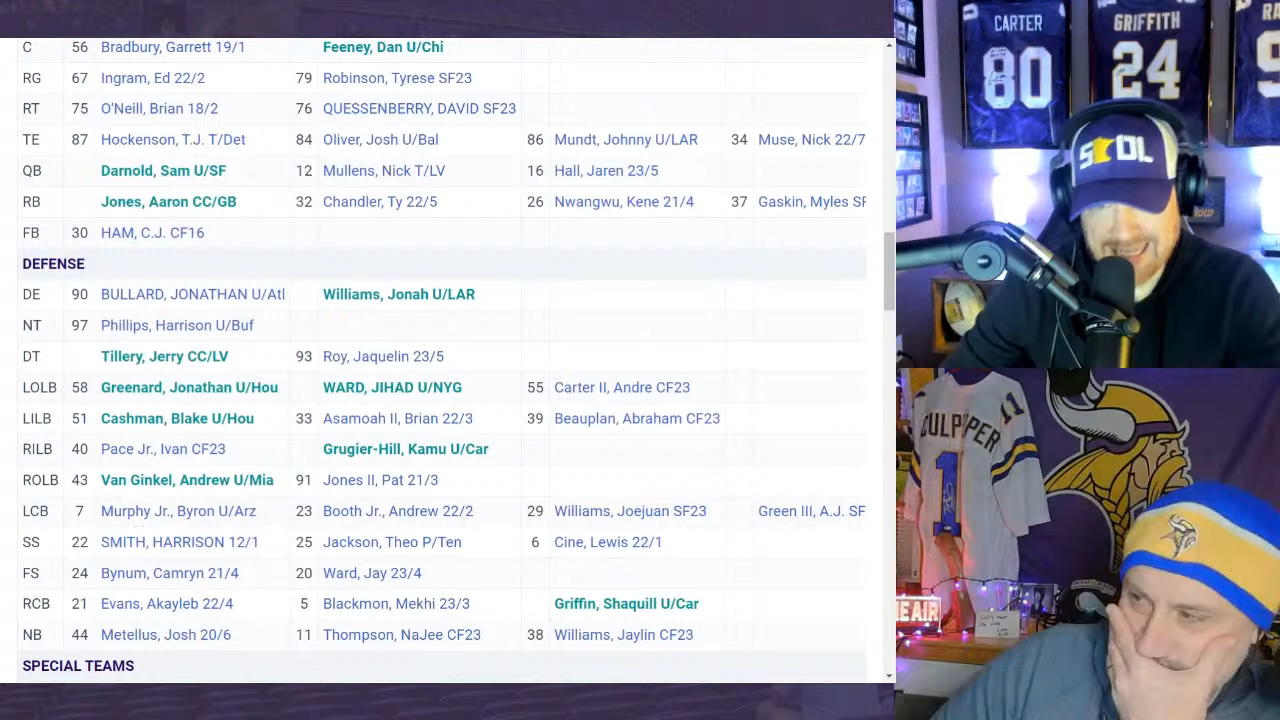 C 56 Bradbury, Garrett 19/1 Feeney, Dan U/Chi
RG 67 Ingram, Ed 22/2 79 Robinson, Tyrese SF23
RT 75 O'Neill, Brian 18/2 76 QUESSENBERRY, DAVID SF23
TE 87 Hockenson, T.J. T/Det 84 Oliver, Josh U/Bal 86 Mundt, Johnny U/LAR 34 Muse, Nick 22/7
QB Darnold, Sam U/SF 12 Mullens, Nick T/LV 16 Hall, Jaren 23/5
RB Jones, Aaron CC/GB 32 Chandler, Ty 22/5 26 Nwangwu, Kene 21/4 37 Gaskin, Myles SF
FB 30 HAM, C.J. CF16
DEFENSE
DE 90 BULLARD, JONATHAN U/Atl Williams, Jonah U/LAR
NT 97 Phillips, Harrison U/Buf
DT Tillery, Jerry CC/LV 93 Roy, Jaquelin 23/5
LOLB 58 Greenard, Jonathan U/Hou WARD, JIHAD U/NYG 55 Carter II, Andre CF23
LILB 51 Cashman, Blake U/Hou 33 Asamoah II, Brian 22/3 39 Beauplan, Abraham CF23
RILB 40 Pace Jr., Ivan CF23 Grugier-Hill, Kamu U/Car
ROLB 43 Van Ginkel, Andrew U/Mia 91 Jones II, Pat 21/3
LCB 7 Murphy Jr., Byron U/Arz 23 Booth Jr., Andrew 22/2 29 Williams, Joejuan SF23 Green III, A.J. SF
SS 22 SMITH, HARRISON 12/1 25 Jackson, Theo P/Ten 6 Cine, Lewis 22/1
FS 24 Bynum, Camryn 21/4 20 Ward, Jay 23/4
RCB 21 Evans, Akayleb 22/4 5 Blackmon, Mekhi 23/3 Griffin, Shaquill U/Car
NB 44 Metellus, Josh 20/6 11 Thompson, NaJee CF23 38 Williams, Jaylin CF23
SPECIAL TEAMS
CARTER
80
GRIFFITH
24
RA
9
SKOL
CULPEPPER
11
1
E AIR